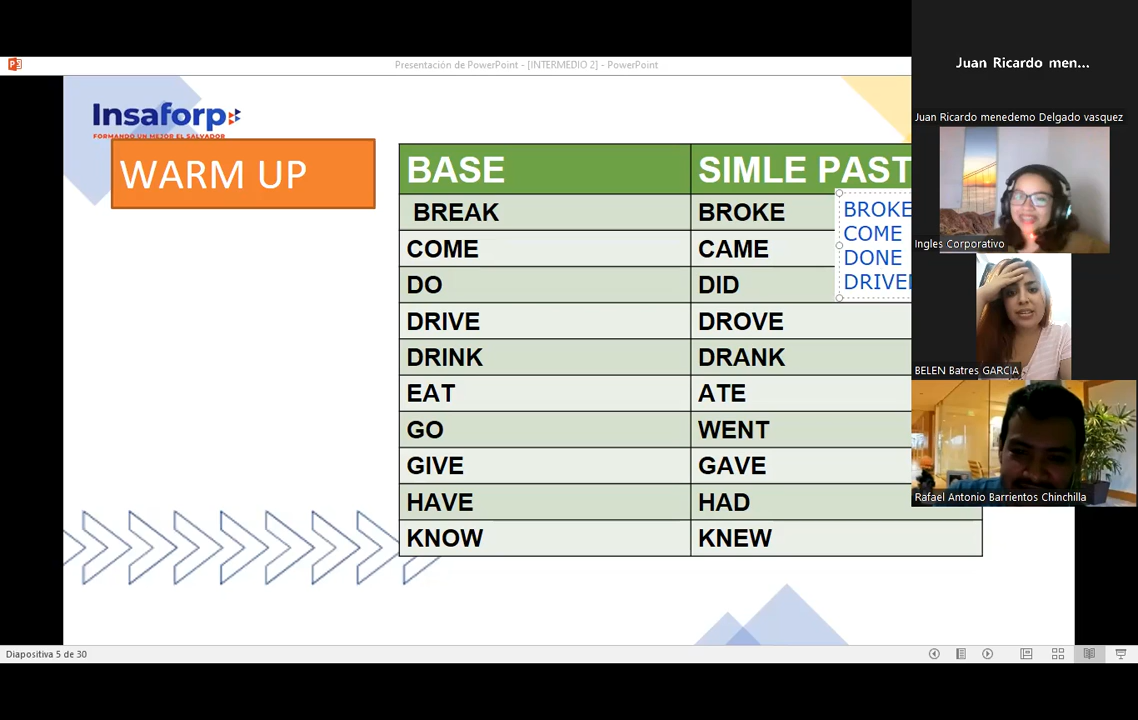 Presentación de PowerPoint - [INTERMEDIO 2] - PowerPoint
Juan Ricardo men...
Juan Ricardo menedemo Delgado vasquez
Insaforp
FORMANDO UN MEJOR EL SALVADOR
WARM UP
BASE SIMLE PAST
BREAK BROKE
COME CAME
DO DID
DRIVE DROVE
DRINK DRANK
EAT ATE
GO WENT
GIVE GAVE
HAVE HAD
KNOW KNEW
BROKE
COME
DONE
DRIVE
Ingles Corporativo
BELEN Batres GARCIA
Rafael Antonio Barrientos Chinchilla
Diapositiva 5 de 30